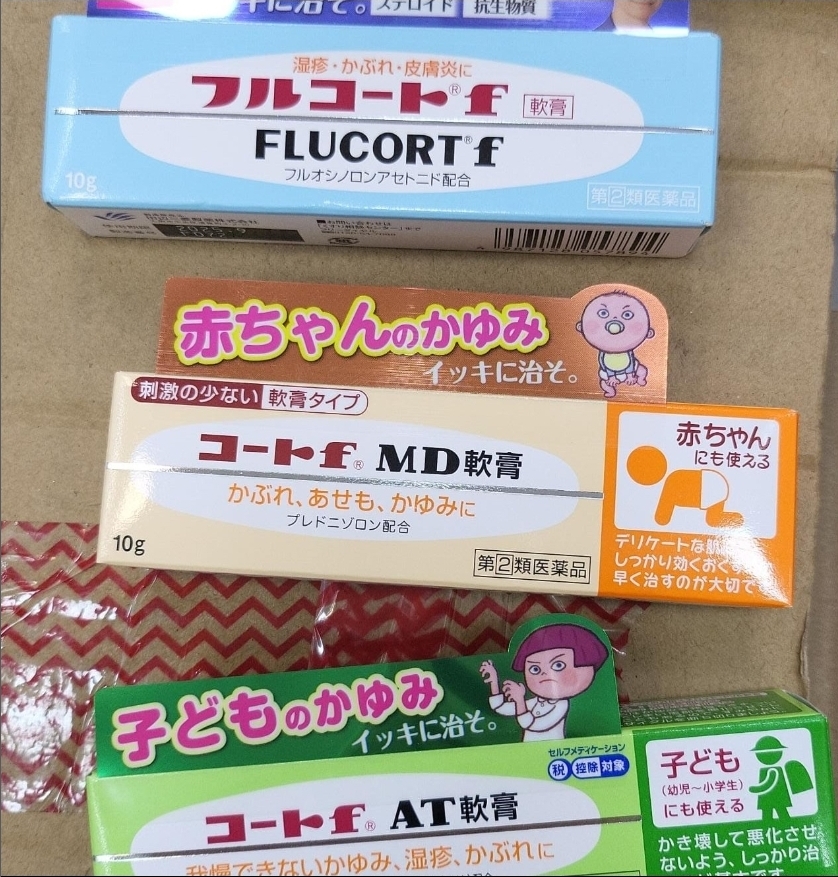 キに治そ。
ステロイド 抗生物質
湿疹・かぶれ・皮膚炎に
フルコート® f 軟膏
FLUCORT® f
フルオシノロンアセトニド配合
10g
指②類医薬品
赤ちゃんのかゆみ
イッキに治そ。
刺激の少ない 軟膏タイプ
コートf® MD軟膏
かぶれ、あせも、かゆみに
プレドニゾロン配合
10g
指②類医薬品
赤ちゃん
にも使える
デリケートな肌
しっかり効くおく
早く治すのが大切で
子どものかゆみ
イッキに治そ。
セルフメディケーション
税 控除 対象
コートf® AT軟膏
我慢できないかゆみ、湿疹、かぶれに
子ども
(幼児~小学生)
にも使える
かき壊して悪化させ
ないよう、しっかり治